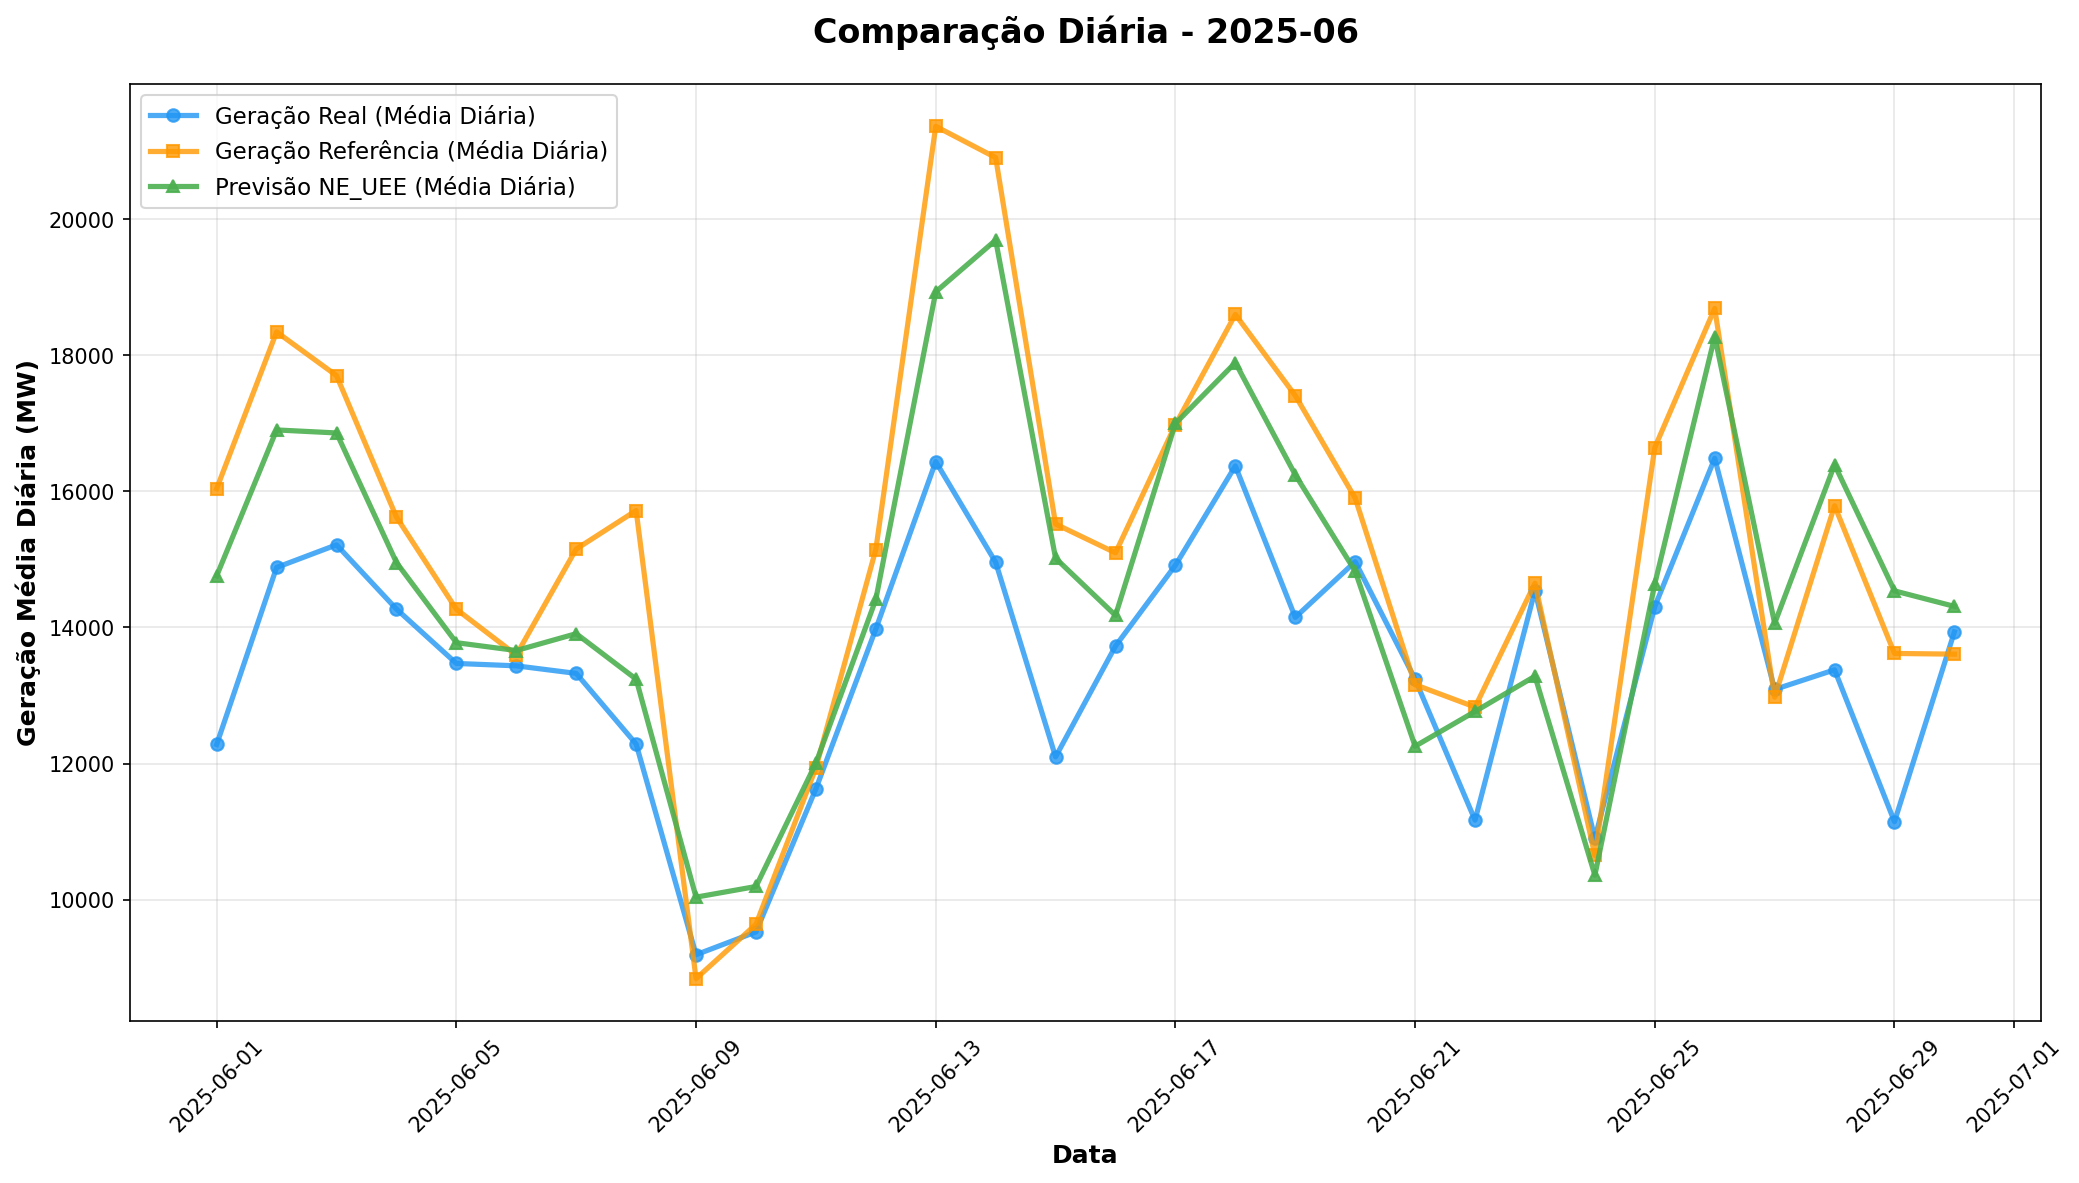 Comparação Diária - 2025-06
Geração Real (Média Diária)
Geração Referência (Média Diária)
Previsão NE_UEE (Média Diária)
Geração Média Diária (MW)
20000
18000
16000
14000
12000
10000
2025-06-01
2025-06-05
2025-06-09
2025-06-13
2025-06-17
2025-06-21
2025-06-25
2025-06-29
2025-07-01
Data